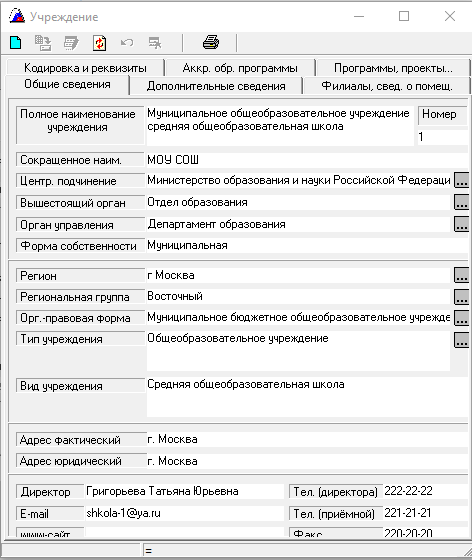 Учреждение
Кодировка и реквизиты Аккр. обр. программы Программы, проекты...
Общие сведения Дополнительные сведения Филиалы, свед. о помещ.
Полное наименование учреждения Муниципальное общеобразовательное учреждение средняя общеобразовательная школа Номер
1
Сокращенное наим. МОУ СОШ
Центр. подчинение Министерство образования и науки Российской Федераци ...
Вышестоящий орган Отдел образования ...
Орган управления Департамент образования ...
Форма собственности Муниципальная
Регион г Москва ...
Региональная группа Восточный ...
Орг.-правовая форма Муниципальное бюджетное общеобразовательное учрежде ...
Тип учреждения Общеобразовательное учреждение ...
Вид учреждения Средняя общеобразовательная школа
Адрес фактический г. Москва
Адрес юридический г. Москва
Директор Григорьева Татьяна Юрьевна Тел. (директора) 222-22-22
E-mail shkola-1@ya.ru Тел. (приёмной) 221-21-21
www-сайт Факс 220-20-20
=